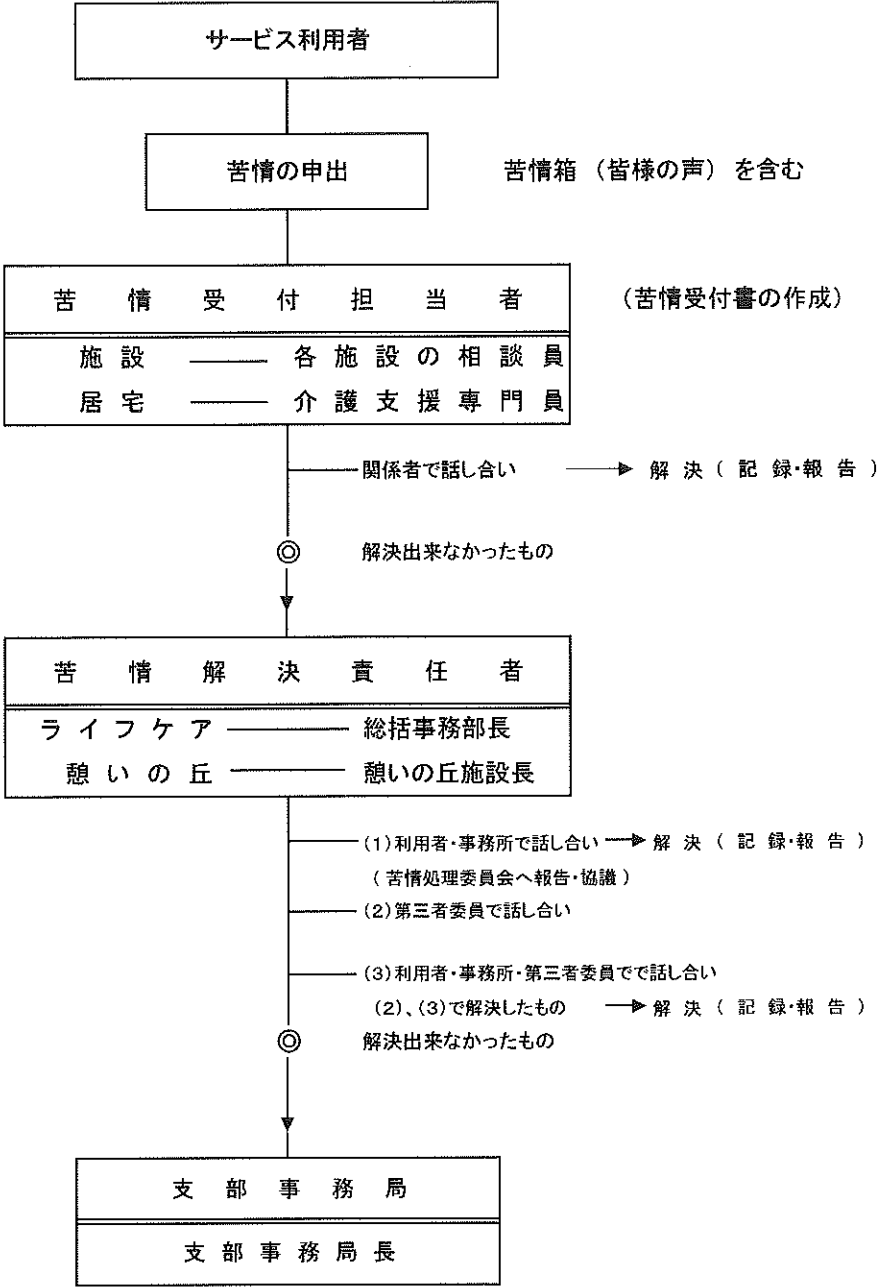 サービス利用者
苦情の申出
苦情箱（皆様の声）を含む
苦情受付担当者
（苦情受付書の作成）
施設 ―― 各施設の相談員
居宅 ―― 介護支援専門員
関係者で話し合い → 解決（記録・報告）
◎ 解決出来なかったもの
苦情解決責任者
ライフケア ―― 総括事務部長
憩いの丘 ―― 憩いの丘施設長
(1)利用者・事務所で話し合い → 解決（記録・報告）
（苦情処理委員会へ報告・協議）
(2)第三者委員で話し合い
(3)利用者・事務所・第三者委員でで話し合い
(2)、(3)で解決したもの → 解決（記録・報告）
◎ 解決出来なかったもの
支部事務局
支部事務局長